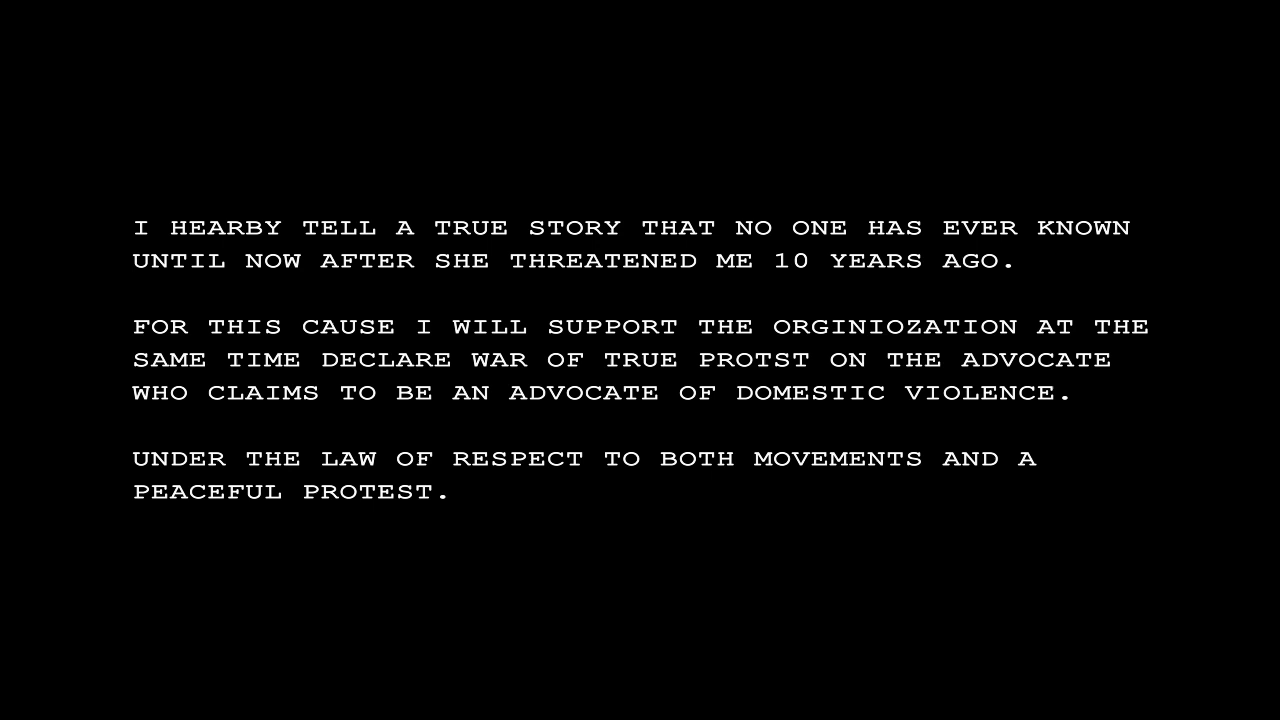 I HEARBY TELL A TRUE STORY THAT NO ONE HAS EVER KNOWN
UNTIL NOW AFTER SHE THREATENED ME 10 YEARS AGO.
FOR THIS CAUSE I WILL SUPPORT THE ORGINIOZATION AT THE
SAME TIME DECLARE WAR OF TRUE PROTST ON THE ADVOCATE
WHO CLAIMS TO BE AN ADVOCATE OF DOMESTIC VIOLENCE.
UNDER THE LAW OF RESPECT TO BOTH MOVEMENTS AND A
PEACEFUL PROTEST.